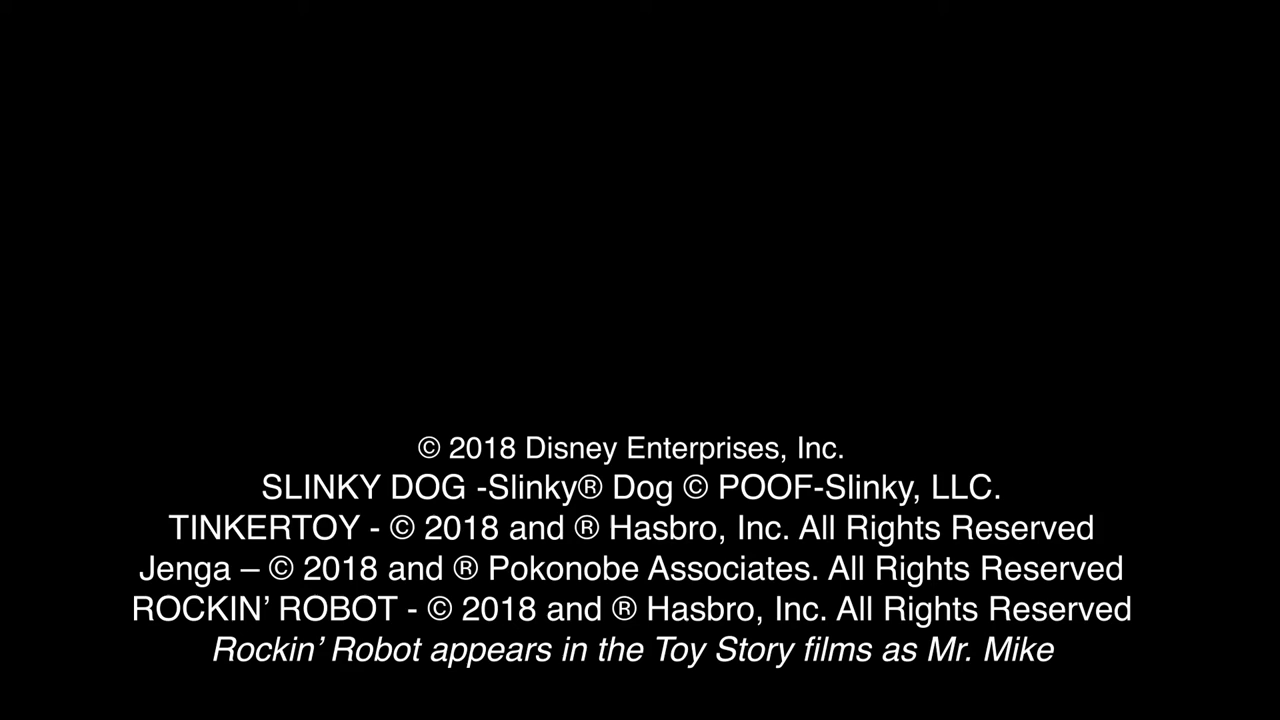 © 2018 Disney Enterprises, Inc.
SLINKY DOG -Slinky® Dog © POOF-Slinky, LLC.
TINKERTOY - © 2018 and ® Hasbro, Inc. All Rights Reserved
Jenga – © 2018 and ® Pokonobe Associates. All Rights Reserved
ROCKIN’ ROBOT - © 2018 and ® Hasbro, Inc. All Rights Reserved
Rockin’ Robot appears in the Toy Story films as Mr. Mike